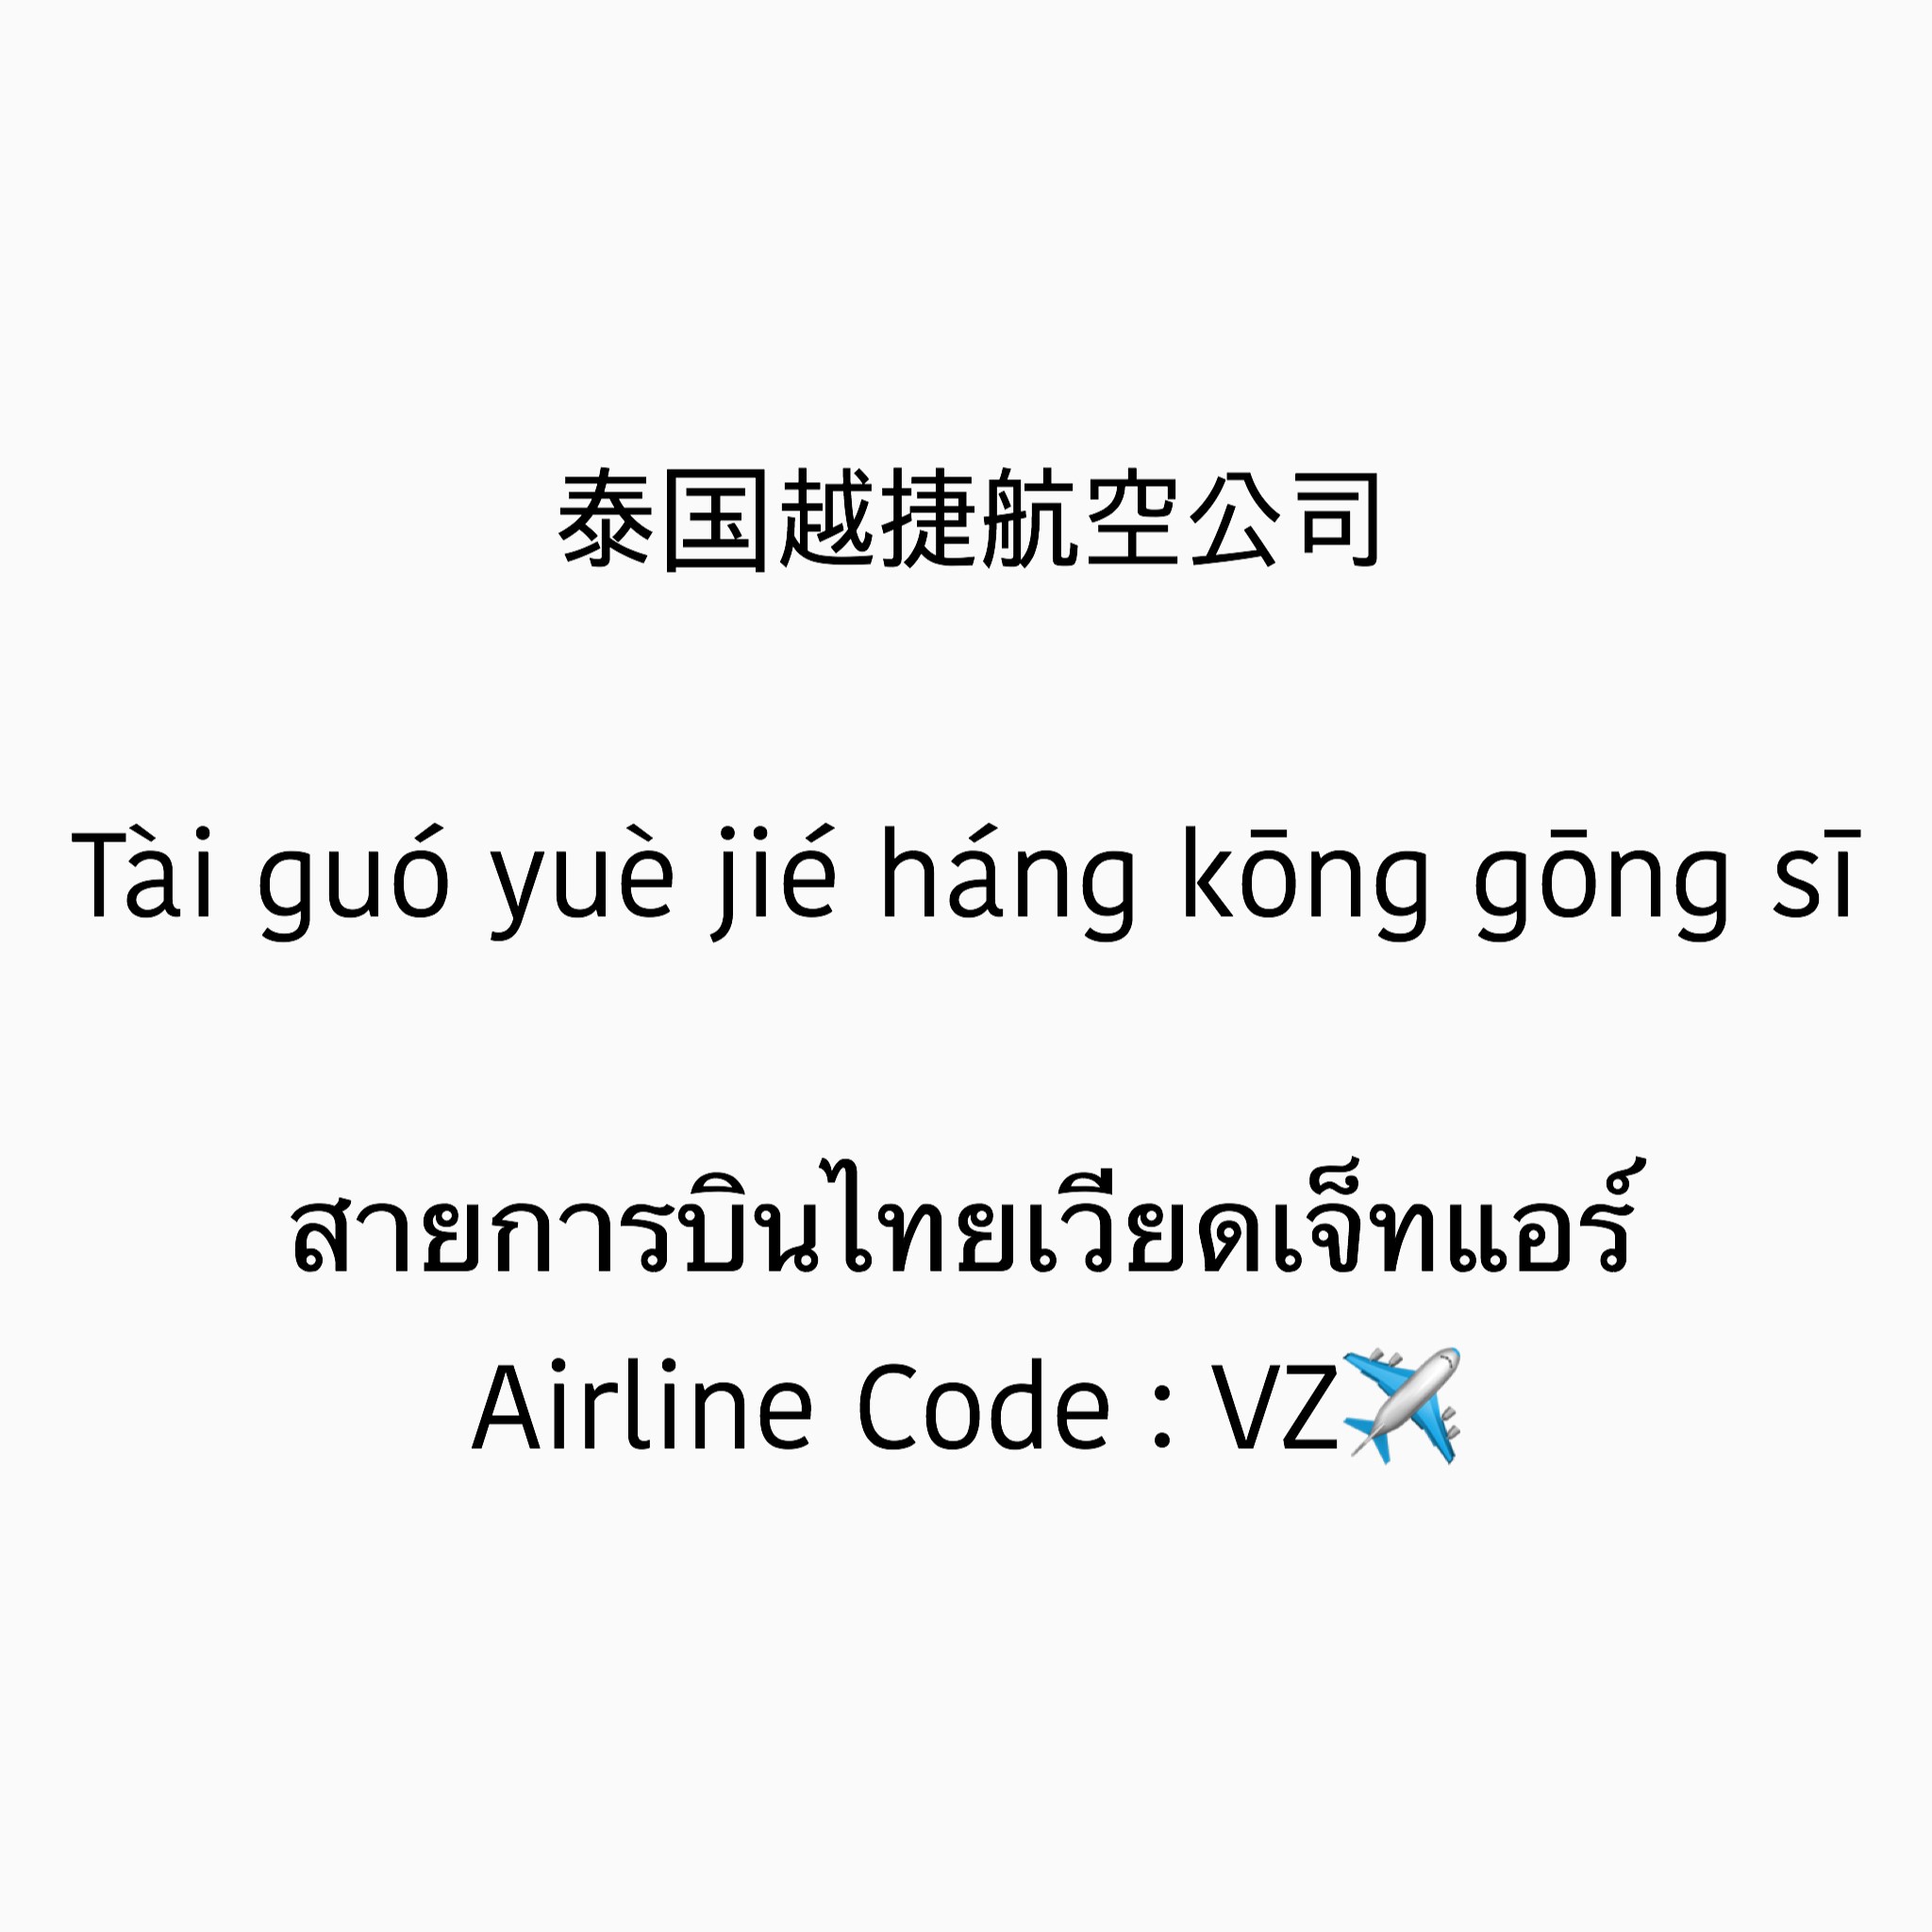 泰国越捷航空公司
Tài guó yuè jié háng kōng gōng sī
สายการบินไทยเวียดเจ็ทแอร์
Airline Code : VZ✈️